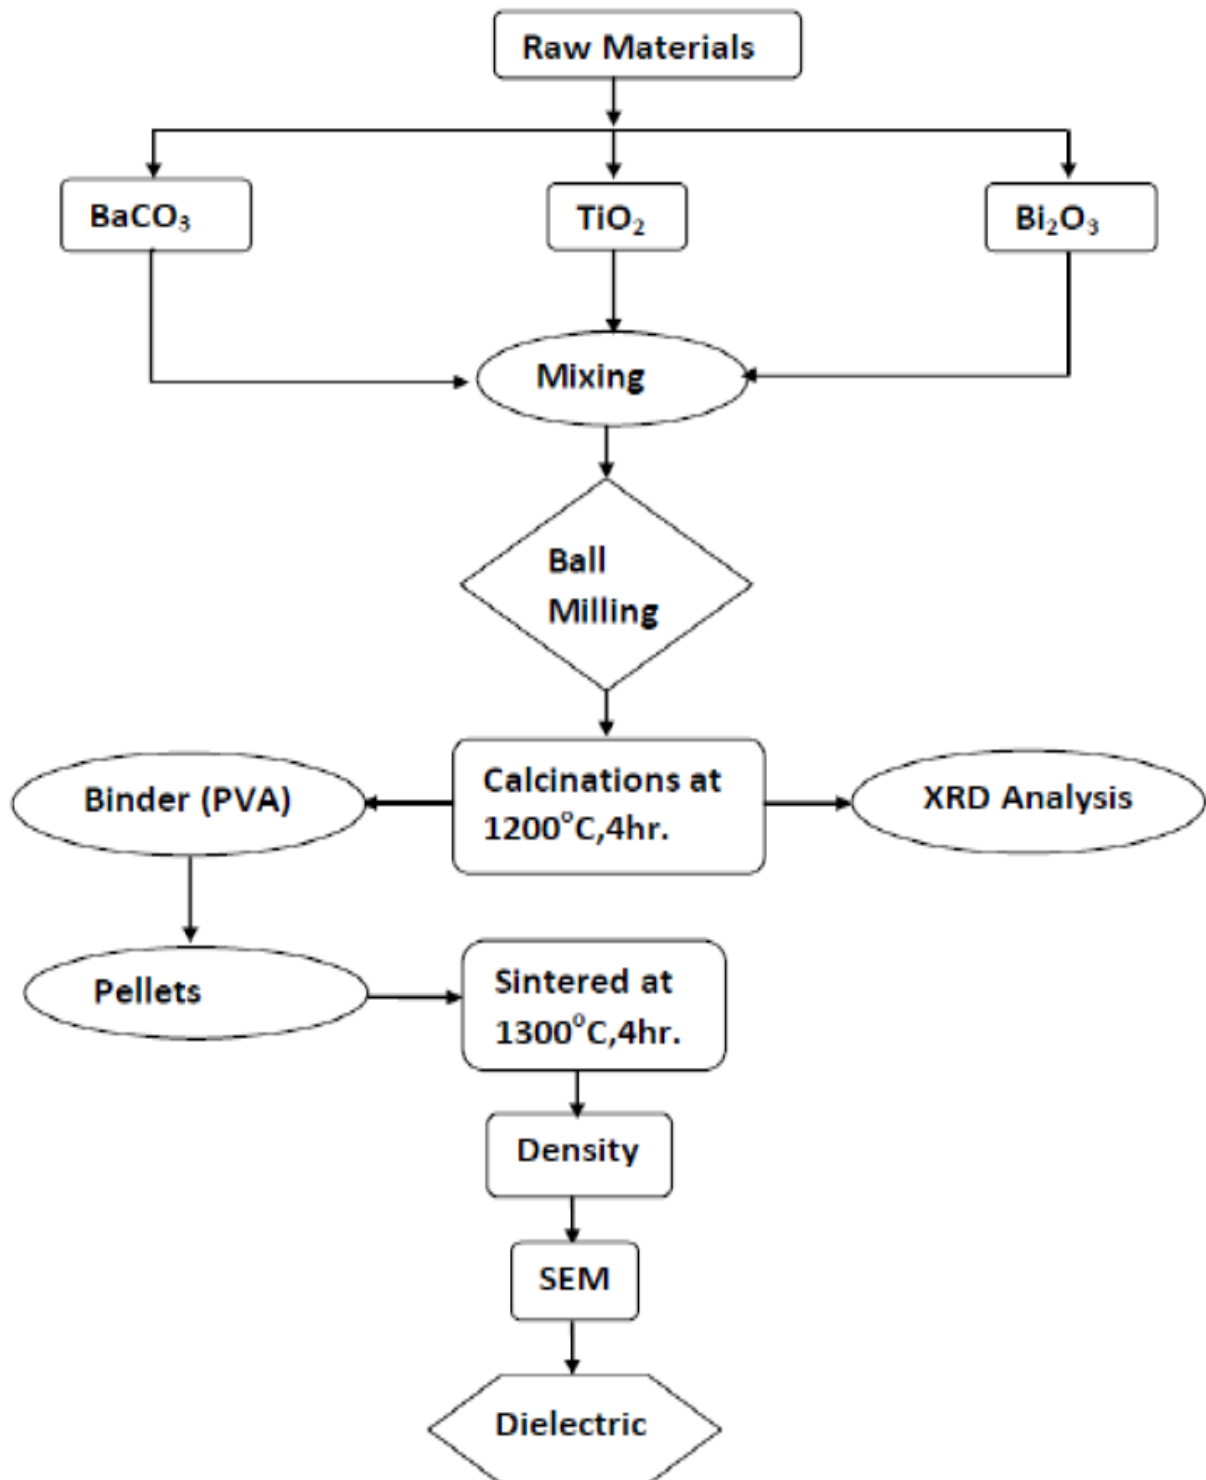 Raw Materials
BaCO₃
TiO₂
Bi₂O₃
Mixing
Ball
Milling
Binder (PVA)
Calcinations at
1200°C,4hr.
XRD Analysis
Pellets
Sintered at
1300°C,4hr.
Density
SEM
Dielectric